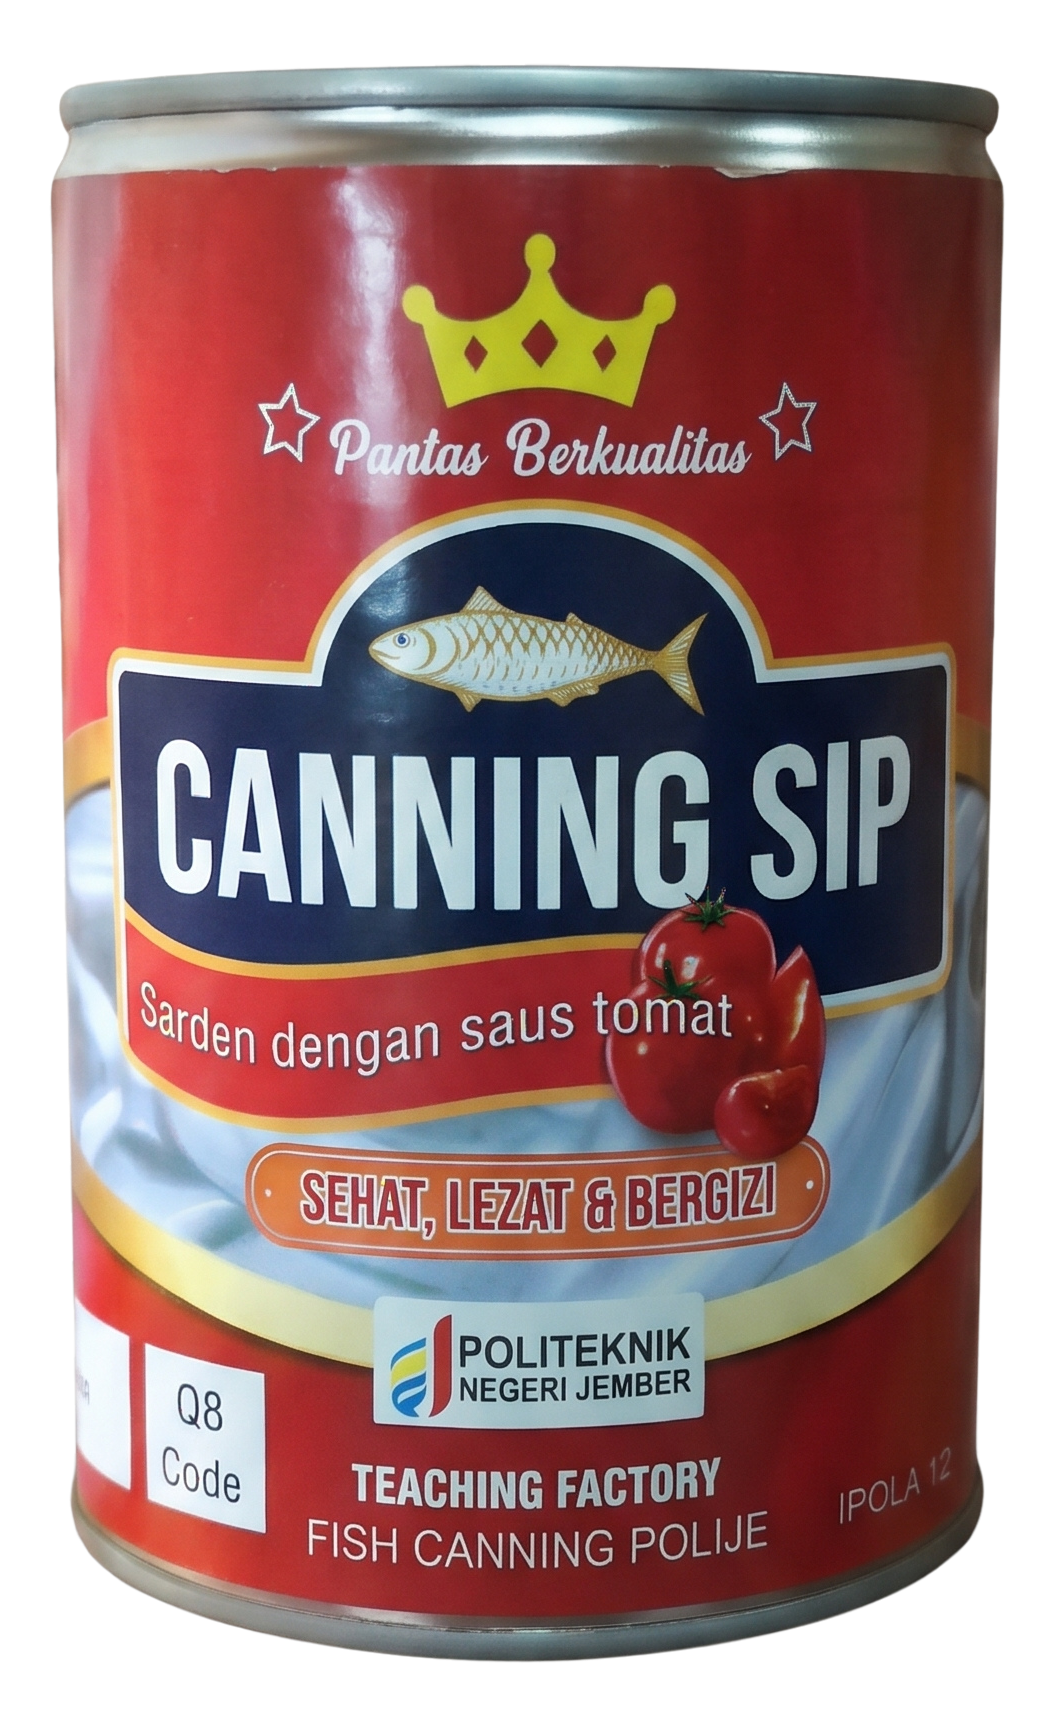 Pantas Berkualitas
CANNING SIP
Sarden dengan saus tomat
SEHAT, LEZAT & BERGIZI
POLITEKNIK
NEGERI JEMBER
Q8
Code
TEACHING FACTORY
FISH CANNING POLIJE
IPOLA 12